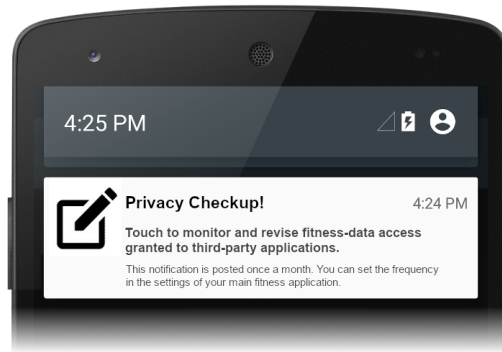 4:25 PM
Privacy Checkup!
4:24 PM
Touch to monitor and revise fitness-data access
granted to third-party applications.
This notification is posted once a month. You can set the frequency
in the settings of your main fitness application.